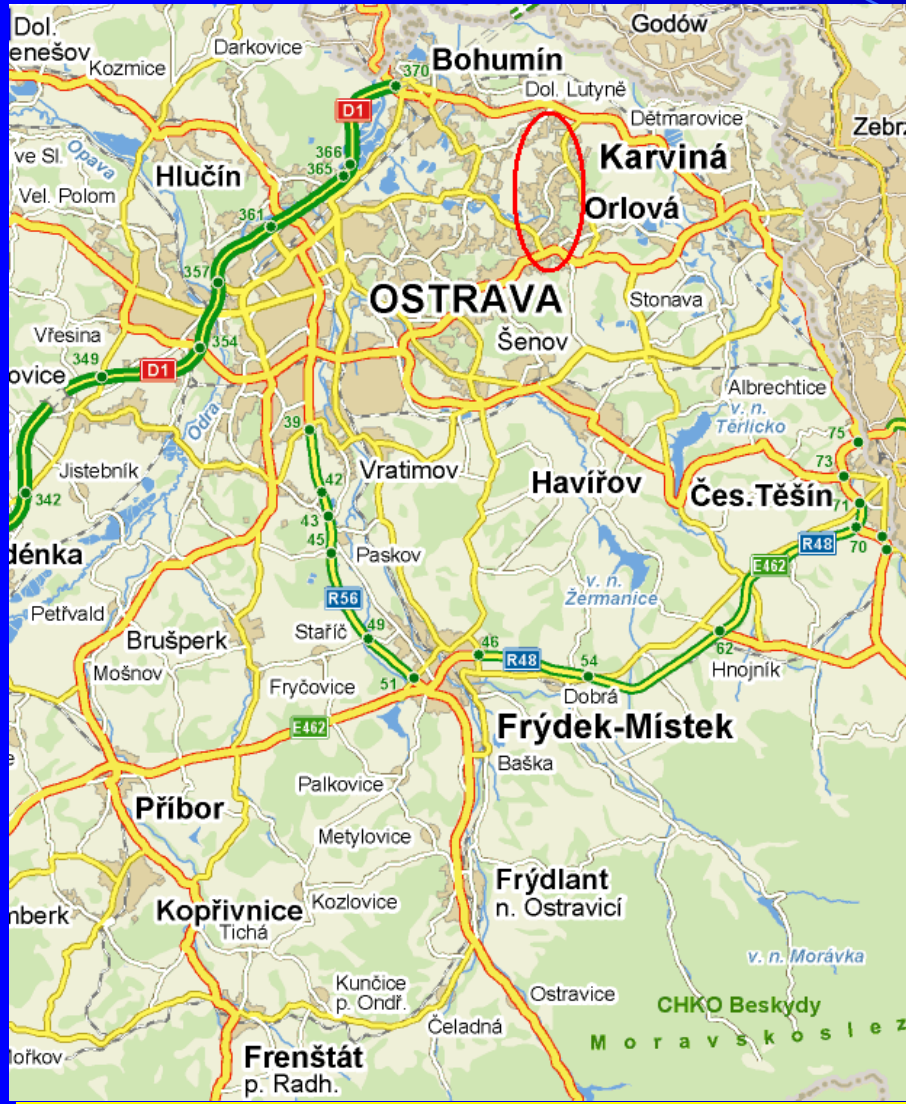 Dol.
enešov
Kozmice
Darkovice
370
Bohumín
Godów
Dol. Lutyně
D1
Dětmarovice
Zebrz
Opava
ve Sl.
366
365
Karviná
Hlučín
Vel. Polom
361
Orlová
357
OSTRAVA
Stonava
Vřesina
354
Šenov
349
D1
ovice
Albrechtice
v. n.
Těrlicko
Odra
39
75
Jistebník
342
42
Vratimov
Havířov
73
Čes.Těšín
71
43
45
Paskov
R48
70
děnka
E462
v. n.
Žermanice
R56
Petřvald
Brušperk
Staříč
49
46
R48
54
62
Mošnov
Fryčovice
51
Dobrá
Hnojník
E462
Frýdek-Místek
Baška
Palkovice
Příbor
Metylovice
Frýdlant
n. Ostravicí
Kozlovice
mberk
Kopřivnice
Tichá
v. n. Morávka
Kunčice
p. Ondř.
Ostravice
CHKO Beskydy
Čeladná
Moravskoslez
ořkov
Frenštát
p. Radh.